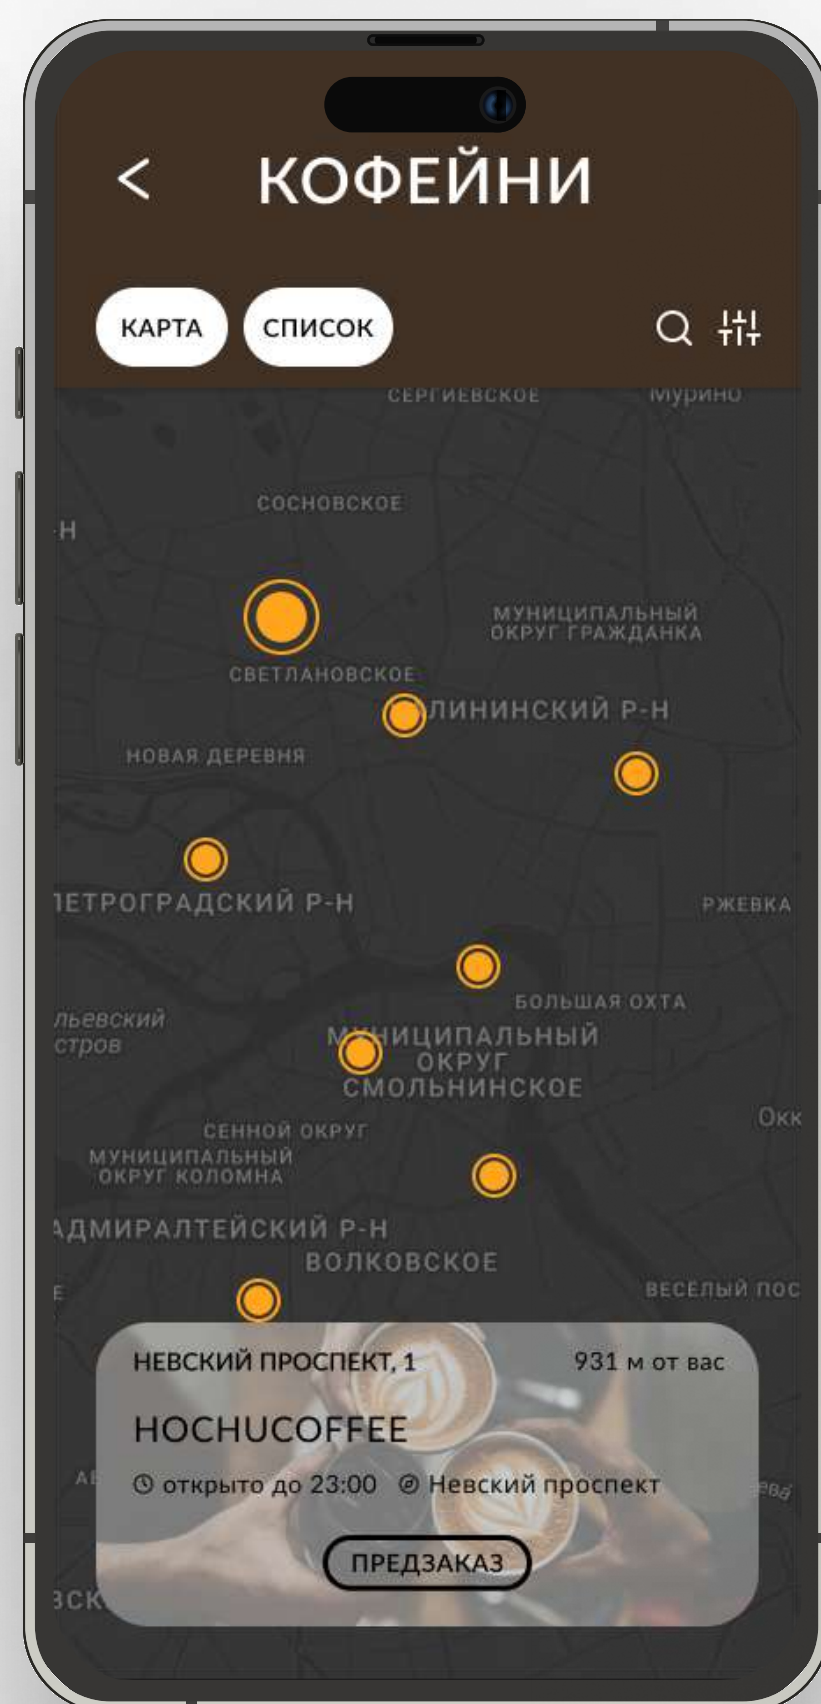 КОФЕЙНИ
КАРТА СПИСОК
СЕРГИЕВСКОЕ Мурино
СОСНОВСКОЕ
-Н
МУНИЦИПАЛЬНЫЙ
ОКРУГ ГРАЖДАНКА
СВЕТЛАНОВСКОЕ
ЛИНИНСКИЙ Р-Н
НОВАЯ ДЕРЕВНЯ
ПЕТРОГРАДСКИЙ Р-Н
РЖЕВКА
БОЛЬШАЯ ОХТА
льевский
стров
МУНИЦИПАЛЬНЫЙ
ОКРУГ
СМОЛЬНИНСКОЕ
Окк
СЕННОЙ ОКРУГ
МУНИЦИПАЛЬНЫЙ
ОКРУГ КОЛОМНА
АДМИРАЛТЕЙСКИЙ Р-Н
ВОЛКОВСКОЕ
Е
ВЕСЕЛЫЙ ПОС
НЕВСКИЙ ПРОСПЕКТ, 1 931 м от вас
HOCHUCOFFEE
открыто до 23:00 Невский проспект
ПРЕДЗАКАЗ